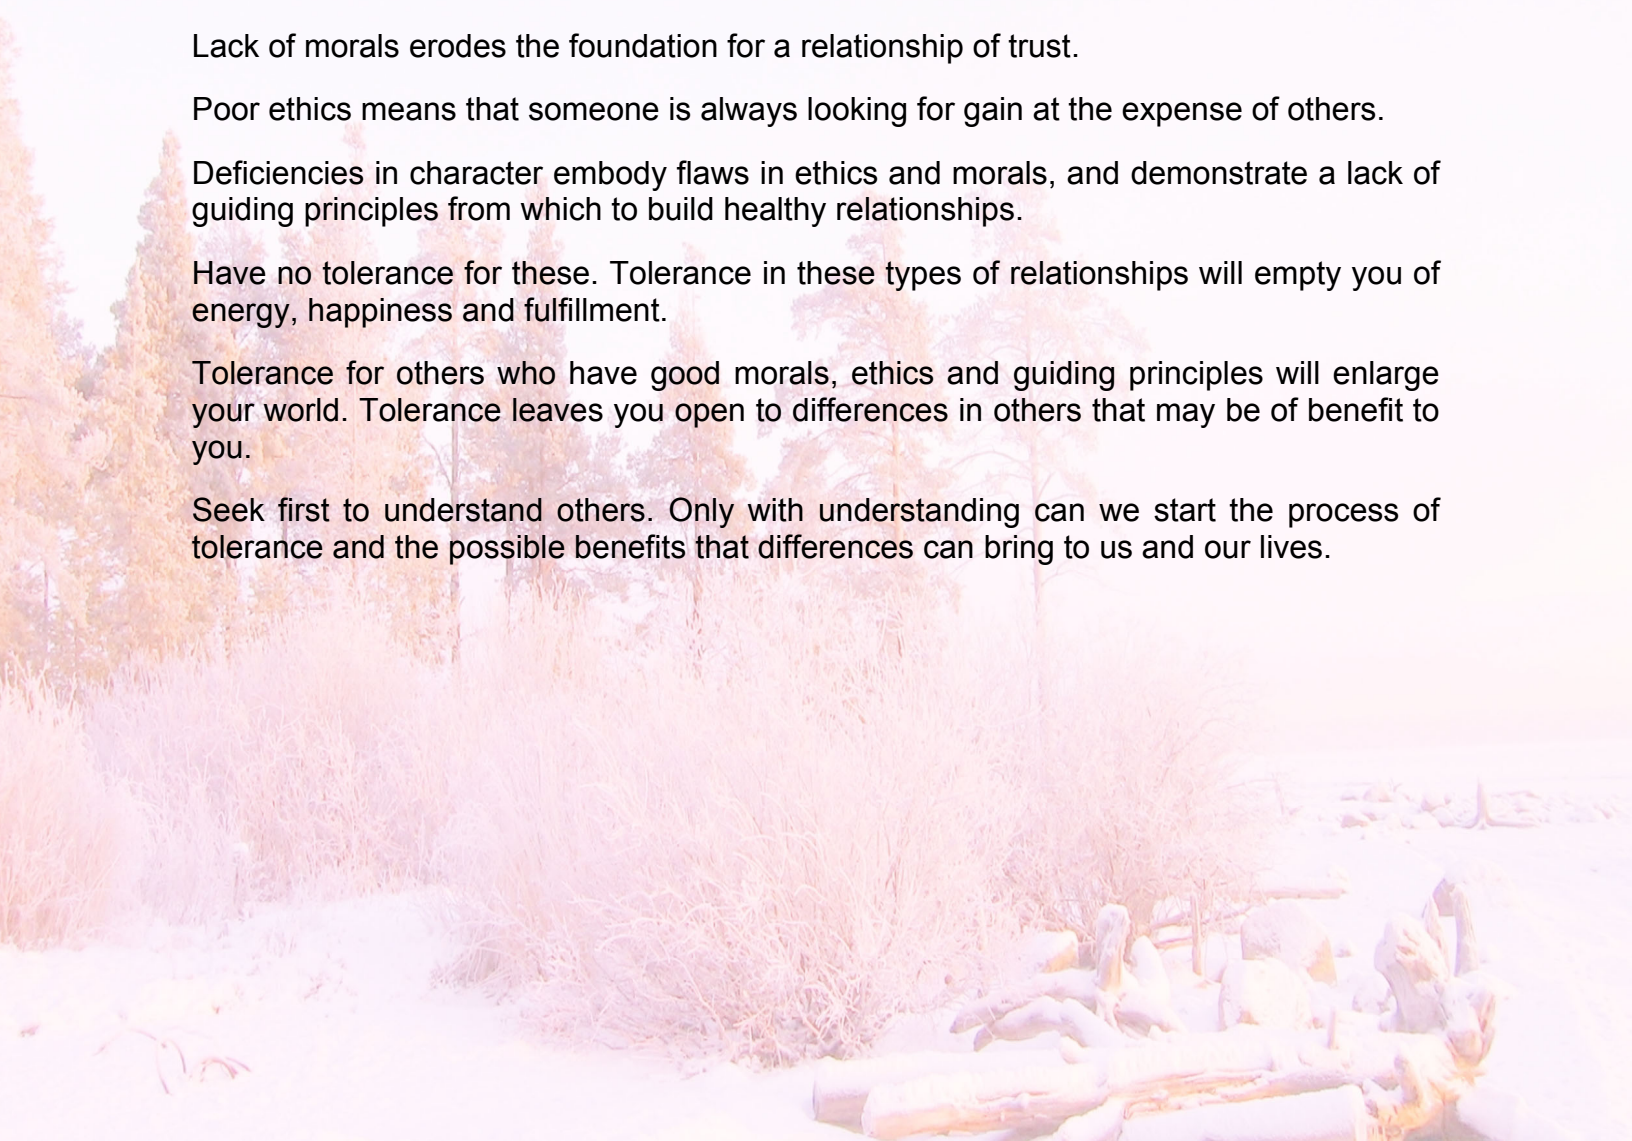 Lack of morals erodes the foundation for a relationship of trust.
Poor ethics means that someone is always looking for gain at the expense of others.
Deficiencies in character embody flaws in ethics and morals, and demonstrate a lack of
guiding principles from which to build healthy relationships.
Have no tolerance for these. Tolerance in these types of relationships will empty you of
energy, happiness and fulfillment.
Tolerance for others who have good morals, ethics and guiding principles will enlarge
your world. Tolerance leaves you open to differences in others that may be of benefit to
you.
Seek first to understand others. Only with understanding can we start the process of
tolerance and the possible benefits that differences can bring to us and our lives.